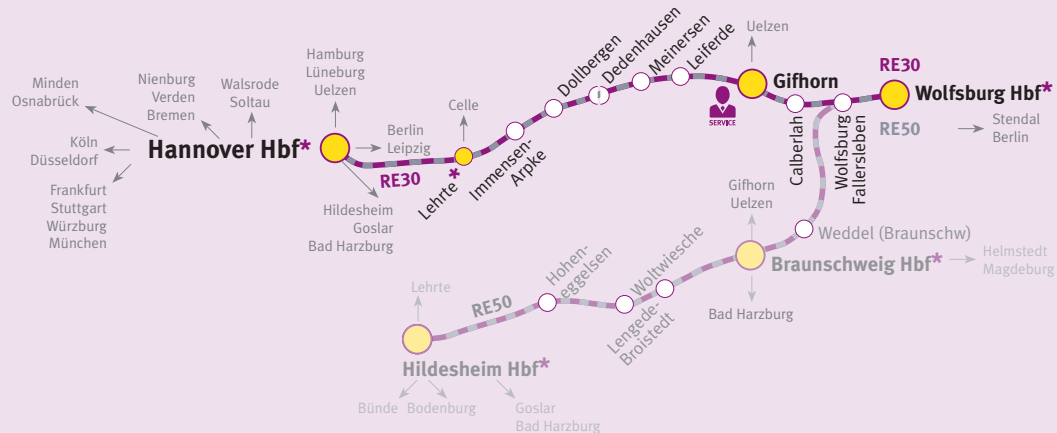 Minden
Osnabrück
Nienburg
Verden
Bremen
Walsrode
Soltau
Hamburg
Lüneburg
Uelzen
Köln
Düsseldorf
Hannover Hbf*
Frankfurt
Stuttgart
Würzburg
München
Berlin
Leipzig
RE30
Hildesheim
Goslar
Bad Harzburg
Celle
Lehrte*
Immensen-
Arpke
Dollbergen
Dedenhausen
Meinersen
Leiferde
SERVICE
Uelzen
Gifhorn
Calberlah
Wolfsburg
Fallersleben
RE30
Wolfsburg Hbf*
RE50
Stendal
Berlin
Gifhorn
Uelzen
Weddel (Braunschw)
Braunschweig Hbf*
Helmstedt
Magdeburg
Bad Harzburg
Woltwiesche
Lengede-
Broistedt
Hohen-
eggelsen
RE50
Lehrte
Hildesheim Hbf*
Bünde
Bodenburg
Goslar
Bad Harzburg